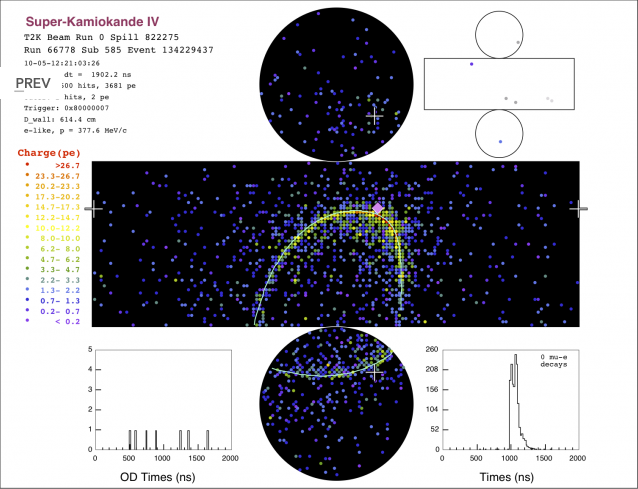 Super-Kamiokande IV
T2K Beam Run 0 Spill 822275
Run 66778 Sub 585 Event 134229437
10-05-12:21:03:26
dt = 1902.2 ns
PREV
hits, 3681 pe
hits, 2 pe
Trigger: 0x80000007
D_wall: 614.4 cm
e-like, p = 377.6 MeV/c
Charge(pe)
>26.7
23.3-26.7
20.2-23.3
17.3-20.2
14.7-17.3
12.2-14.7
10.0-12.2
8.0-10.0
6.2- 8.0
4.7- 6.2
3.3- 4.7
2.2- 3.3
1.3- 2.2
0.7- 1.3
0.2- 0.7
< 0.2
5
4
3
2
1
0
0 500 1000 1500 2000
OD Times (ns)
260
208
156
104
52
0
0 mu-e
decays
0 500 1000 1500 2000
Times (ns)